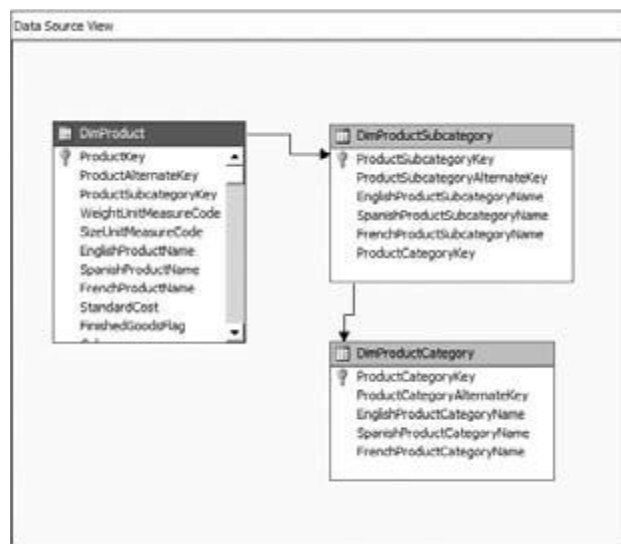 Data Source View
DimProduct
ProductKey
ProductAlternateKey
ProductSubcategoryKey
WeightUnitMeasureCode
SizeUnitMeasureCode
EnglishProductName
SpanishProductName
FrenchProductName
StandardCost
FinishedGoodsFlag
DimProductSubcategory
ProductSubcategoryKey
ProductSubcategoryAlternateKey
EnglishProductSubcategoryName
SpanishProductSubcategoryName
FrenchProductSubcategoryName
ProductCategoryKey
DimProductCategory
ProductCategoryKey
ProductCategoryAlternateKey
EnglishProductCategoryName
SpanishProductCategoryName
FrenchProductCategoryName